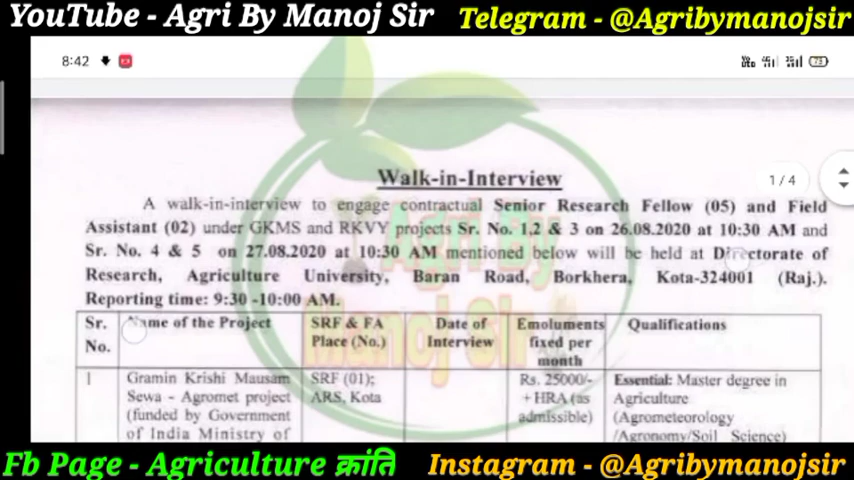 YouTube - Agri By Manoj Sir Telegram - @Agribymanojsir
8:42
73
Walk-in-Interview
1/4
A walk-in-interview to engage contractual Senior Research Fellow (05) and Field
Assistant (02) under GKMS and RKVY projects Sr. No. 1,2 & 3 on 26.08.2020 at 10:30 AM and
Sr. No. 4 & 5 on 27.08.2020 at 10:30 AM mentioned below will be held at Directorate of
Research, Agriculture University, Baran Road, Borkhera, Kota-324001 (Raj.).
Reporting time: 9:30 -10:00 AM.
Sr. Name of the Project SRF & FA Date of Emoluments Qualifications
No. Place (No.) Interview fixed per
month
1 Gramin Krishi Mausam SRF (01); Rs. 25000/- Essential: Master degree in
Sewa - Agromet project ARS, Kota + HRA (as Agriculture
(funded by Government admissible) (Agrometeorology
of India Ministry of /Agronomy/Soil Science)
Agri By
Manoj Sir
Fb Page - Agriculture क्रांति Instagram - @Agribymanojsir